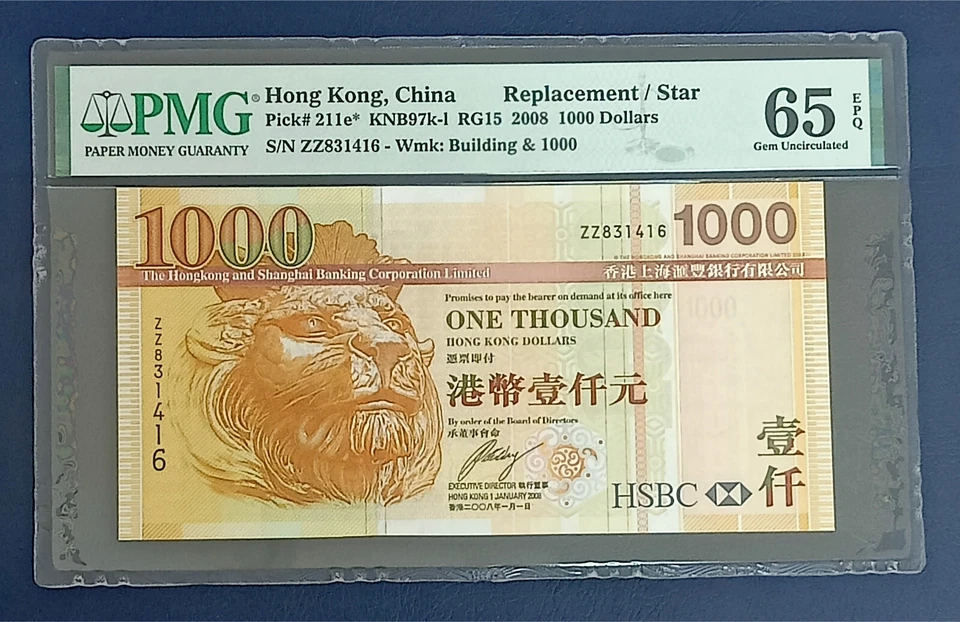 PMG®
PAPER MONEY GUARANTY
Hong Kong, China Replacement / Star
Pick# 211e* KNB97k-l RG15 2008 1000 Dollars
S/N ZZ831416 - Wmk: Building & 1000
65 EPQ
Gem Uncirculated
1000
ZZ831416
1000
The Hongkong and Shanghai Banking Corporation Limited
香港上海滙豐銀行有限公司
ZZ831416
Promises to pay the bearer on demand at its office here
ONE THOUSAND
HONG KONG DOLLARS
憑票即付
港幣壹仟元
By order of the Board of Directors
承董事會命
EXECUTIVE DIRECTOR 執行董事
HONG KONG 1 JANUARY 2008
香港二〇〇八年一月一日
HSBC
壹仟
1000